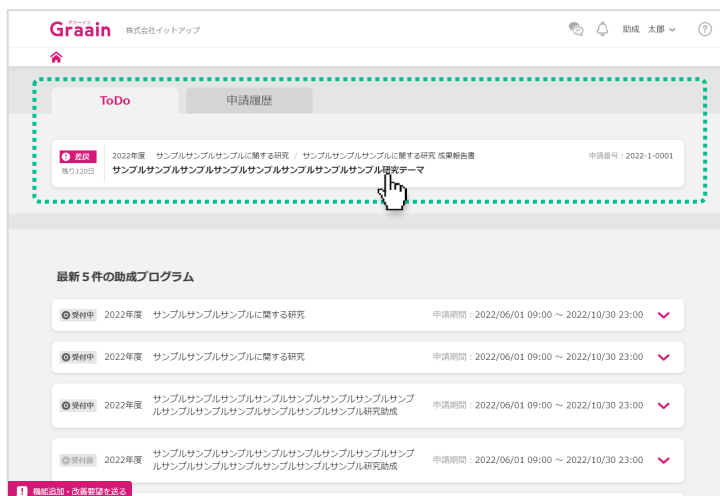 グラーイン
Graain 株式会社イットアップ 助成 太郎 ?
ToDo 申請履歴
差戻 2022年度 サンプルサンプルサンプルに関する研究 / サンプルサンプルサンプルに関する研究 成果報告書 申請番号:2022-1-0001
残り120日 サンプルサンプルサンプルサンプルサンプルサンプルサンプルサンプル研究テーマ
最新5件の助成プログラム
受付中 2022年度 サンプルサンプルサンプルに関する研究 申請期間:2022/06/01 09:00 ～ 2022/10/30 23:00
受付中 2022年度 サンプルサンプルサンプルに関する研究 申請期間:2022/06/01 09:00 ～ 2022/10/30 23:00
サンプルサンプルサンプルサンプルサンプルサンプルサンプルサンプ
受付中 2022年度 ルサンプルサンプルサンプルサンプルサンプルサンプル研究助成 申請期間:2022/06/01 09:00 ～ 2022/10/30 23:00
サンプルサンプルサンプルサンプルサンプルサンプルサンプルサンプ
受付前 2022年度 ルサンプルサンプルサンプルサンプルサンプルサンプル研究助成 申請期間:2022/06/01 09:00 ～ 2022/10/30 23:00
! 機能追加・改善要望を送る